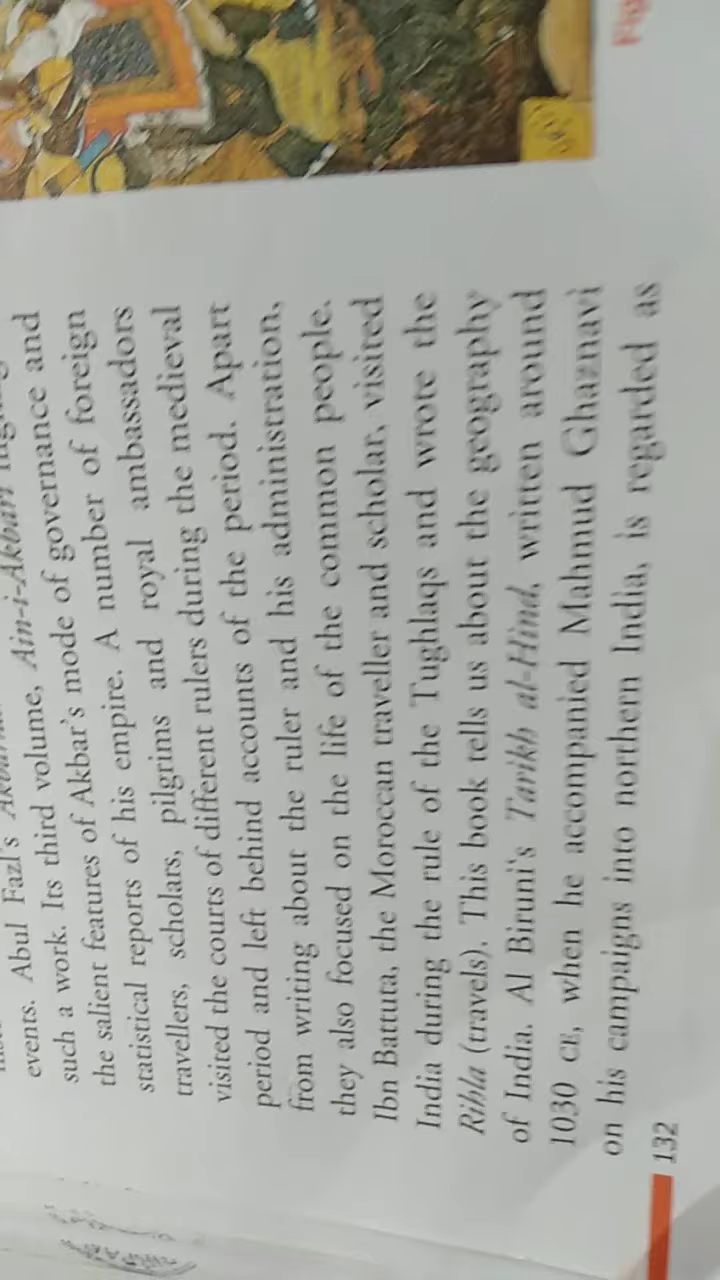 events. Abul Fazl's
such a work. Its third volume, Ain-i-Akbari
the salient features of Akbar's mode of governance and
statistical reports of his empire. A number of foreign
travellers, scholars, pilgrims and royal ambassadors
visited the courts of different rulers during the medieval
period and left behind accounts of the period. Apart
from writing about the ruler and his administration,
they also focused on the life of the common people.
Ibn Battuta, the Moroccan traveller and scholar, visited
India during the rule of the Tughlaqs and wrote the
Rihla (travels). This book tells us about the geography
of India. Al Biruni's Tarikh al-Hind, written around
1030 CE, when he accompanied Mahmud Ghaznavi
on his campaigns into northern India, is regarded as
132
Fig